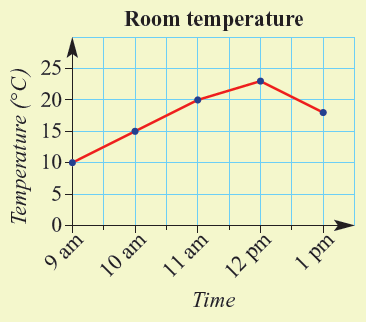 Room temperature
Temperature (°C)
25
20
15
10
5
0
9 am
10 am
11 am
12 pm
1 pm
Time